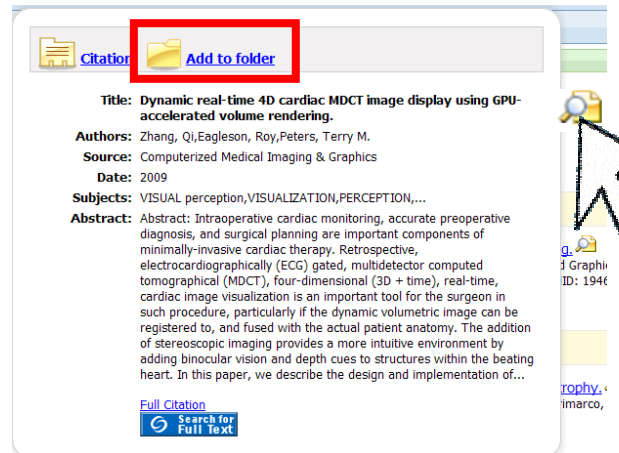 Citation Add to folder
Title: Dynamic real-time 4D cardiac MDCT image display using GPU-
accelerated volume rendering.
Authors: Zhang, Qi,Eagleson, Roy,Peters, Terry M.
Source: Computerized Medical Imaging & Graphics
Date: 2009
Subjects: VISUAL perception,VISUALIZATION,PERCEPTION,...
Abstract: Abstract: Intraoperative cardiac monitoring, accurate preoperative
diagnosis, and surgical planning are important components of
minimally-invasive cardiac therapy. Retrospective,
electrocardiographically (ECG) gated, multidetector computed
tomographical (MDCT), four-dimensional (3D + time), real-time,
cardiac image visualization is an important tool for the surgeon in
such procedure, particularly if the dynamic volumetric image can be
registered to, and fused with the actual patient anatomy. The addition
of stereoscopic imaging provides a more intuitive environment by
adding binocular vision and depth cues to structures within the beating
heart. In this paper, we describe the design and implementation of...
Full Citation
Search for
Full Text
g.
d Graphi
ID: 1946
rophy.
imarco,